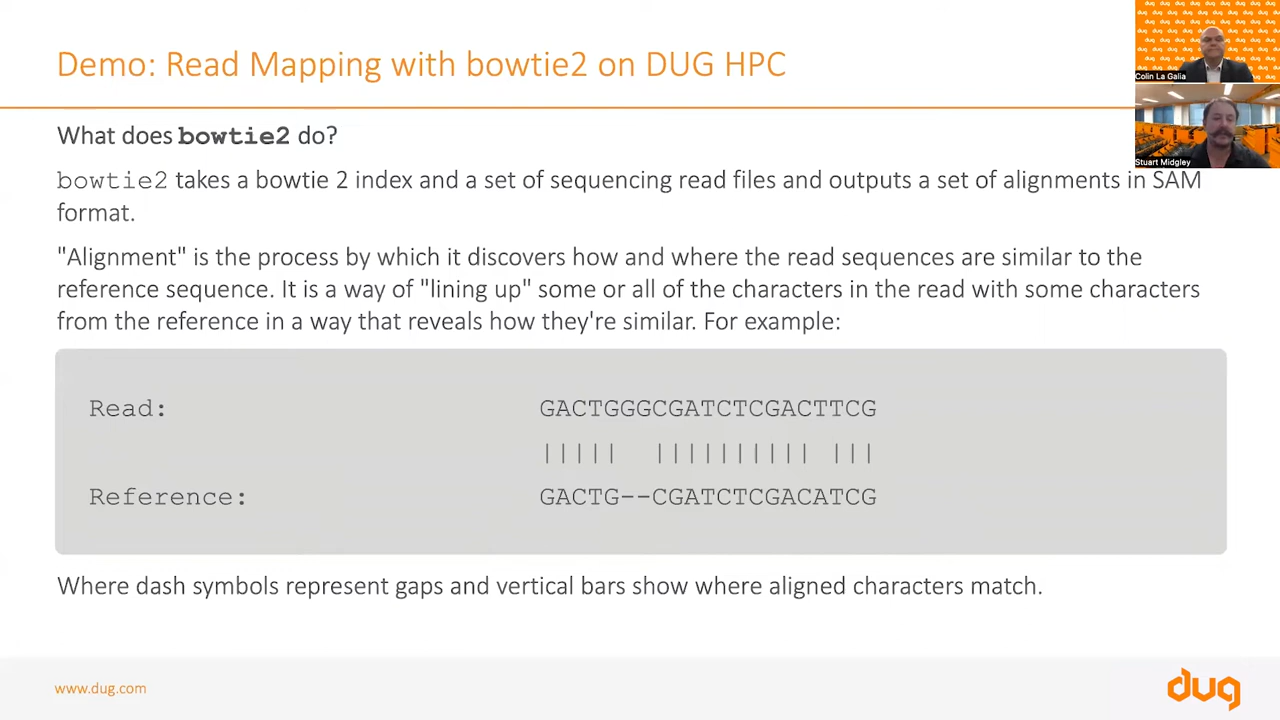 Demo: Read Mapping with bowtie2 on DUG HPC
Colin La Galia
Stuart Midgley
What does bowtie2 do?
bowtie2 takes a bowtie 2 index and a set of sequencing read files and outputs a set of alignments in SAM
format.
"Alignment" is the process by which it discovers how and where the read sequences are similar to the
reference sequence. It is a way of "lining up" some or all of the characters in the read with some characters
from the reference in a way that reveals how they're similar. For example:
Read: GACTGGGCGATCTCGACTTCG
||||| |||||||||| |||
Reference: GACTG--CGATCTCGACATCG
Where dash symbols represent gaps and vertical bars show where aligned characters match.
www.dug.com
dug